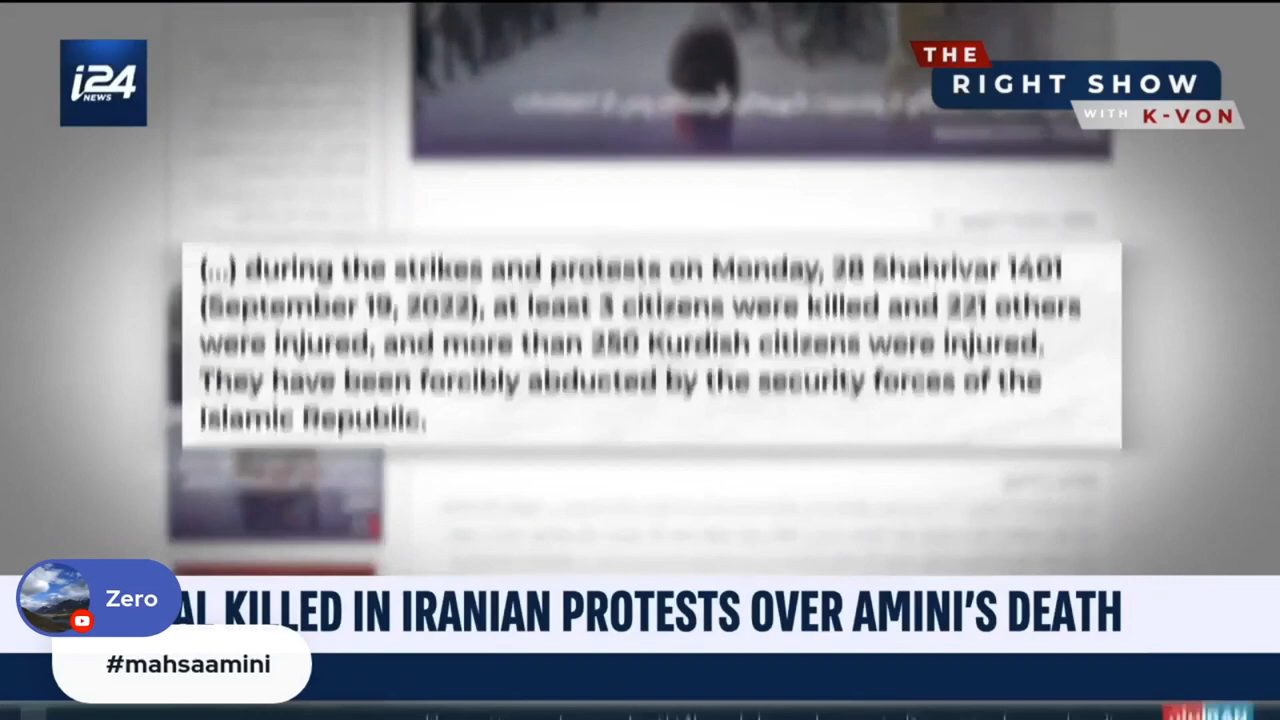 i24
NEWS
THE
RIGHT SHOW
WITH K-VON
(...) during the strikes and protests on Monday, 28 Shahrivar 1401
(September 19, 2022), at least 3 citizens were killed and 221 others
were injured, and more than 250 Kurdish citizens were injured.
They have been forcibly abducted by the security forces of the
Islamic Republic.
Zero
AL KILLED IN IRANIAN PROTESTS OVER AMINI'S DEATH
#mahsaamini